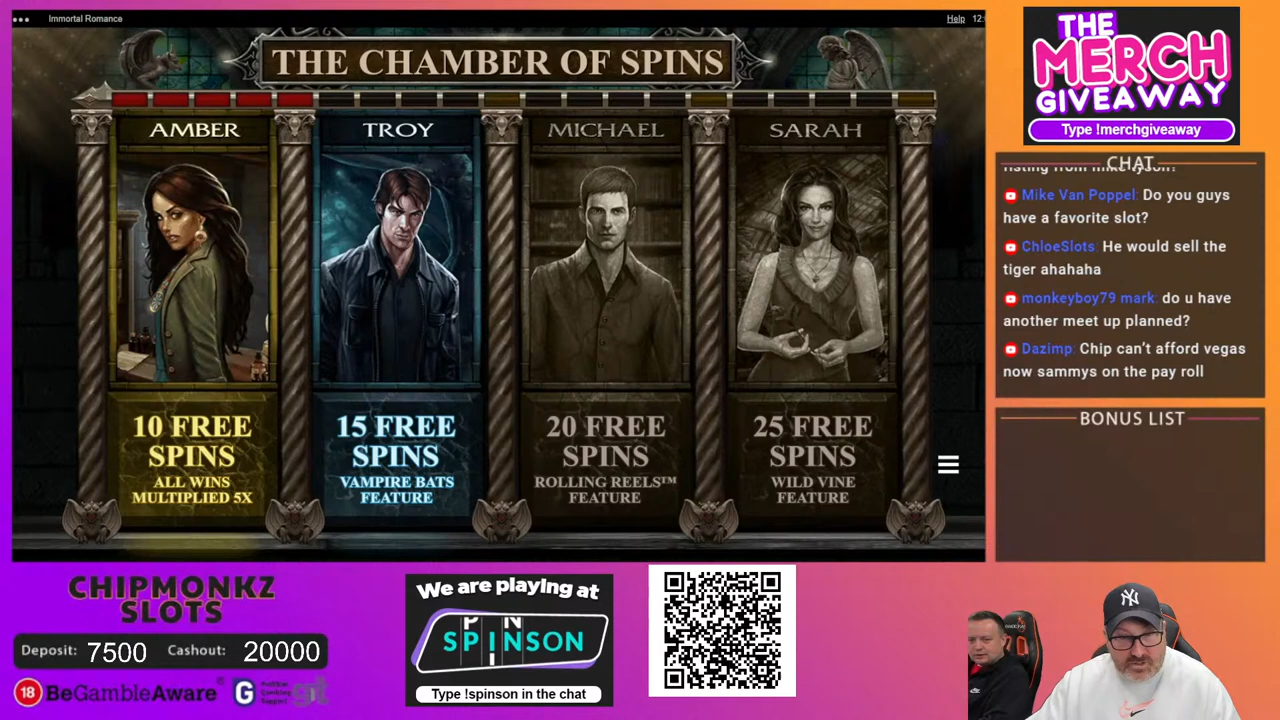 Immortal Romance
Help
THE CHAMBER OF SPINS
AMBER
10 FREE
SPINS
ALL WINS
MULTIPLIED 5X
TROY
15 FREE
SPINS
VAMPIRE BATS
FEATURE
MICHAEL
20 FREE
SPINS
ROLLING REELS™
FEATURE
SARAH
25 FREE
SPINS
WILD VINE
FEATURE
THE
MERCH
GIVEAWAY
Type !merchgiveaway
CHAT
Mike Van Poppel: Do you guys
have a favorite slot?
ChloeSlots: He would sell the
tiger ahahaha
monkeyboy79 mark: do u have
another meet up planned?
Dazimp: Chip can’t afford vegas
now sammys on the pay roll
BONUS LIST
CHIPMONKZ
SLOTS
Deposit: 7500 Cashout: 20000
18 BeGambleAware®
We are playing at
SPINSON
Type !spinson in the chat